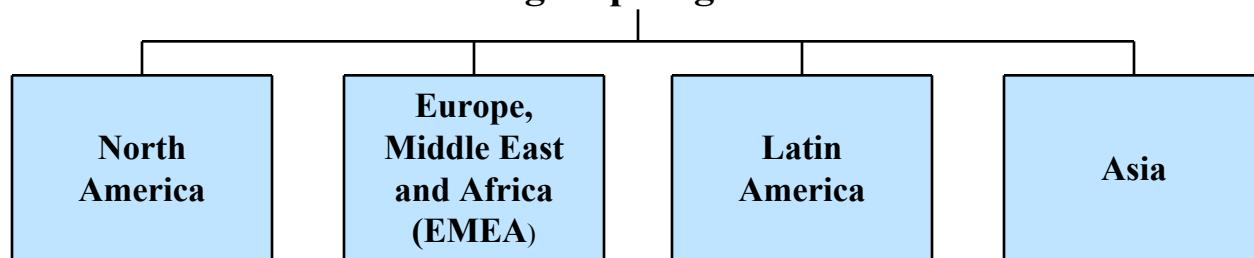 North
America
Europe,
Middle East
and Africa
(EMEA)
Latin
America
Asia